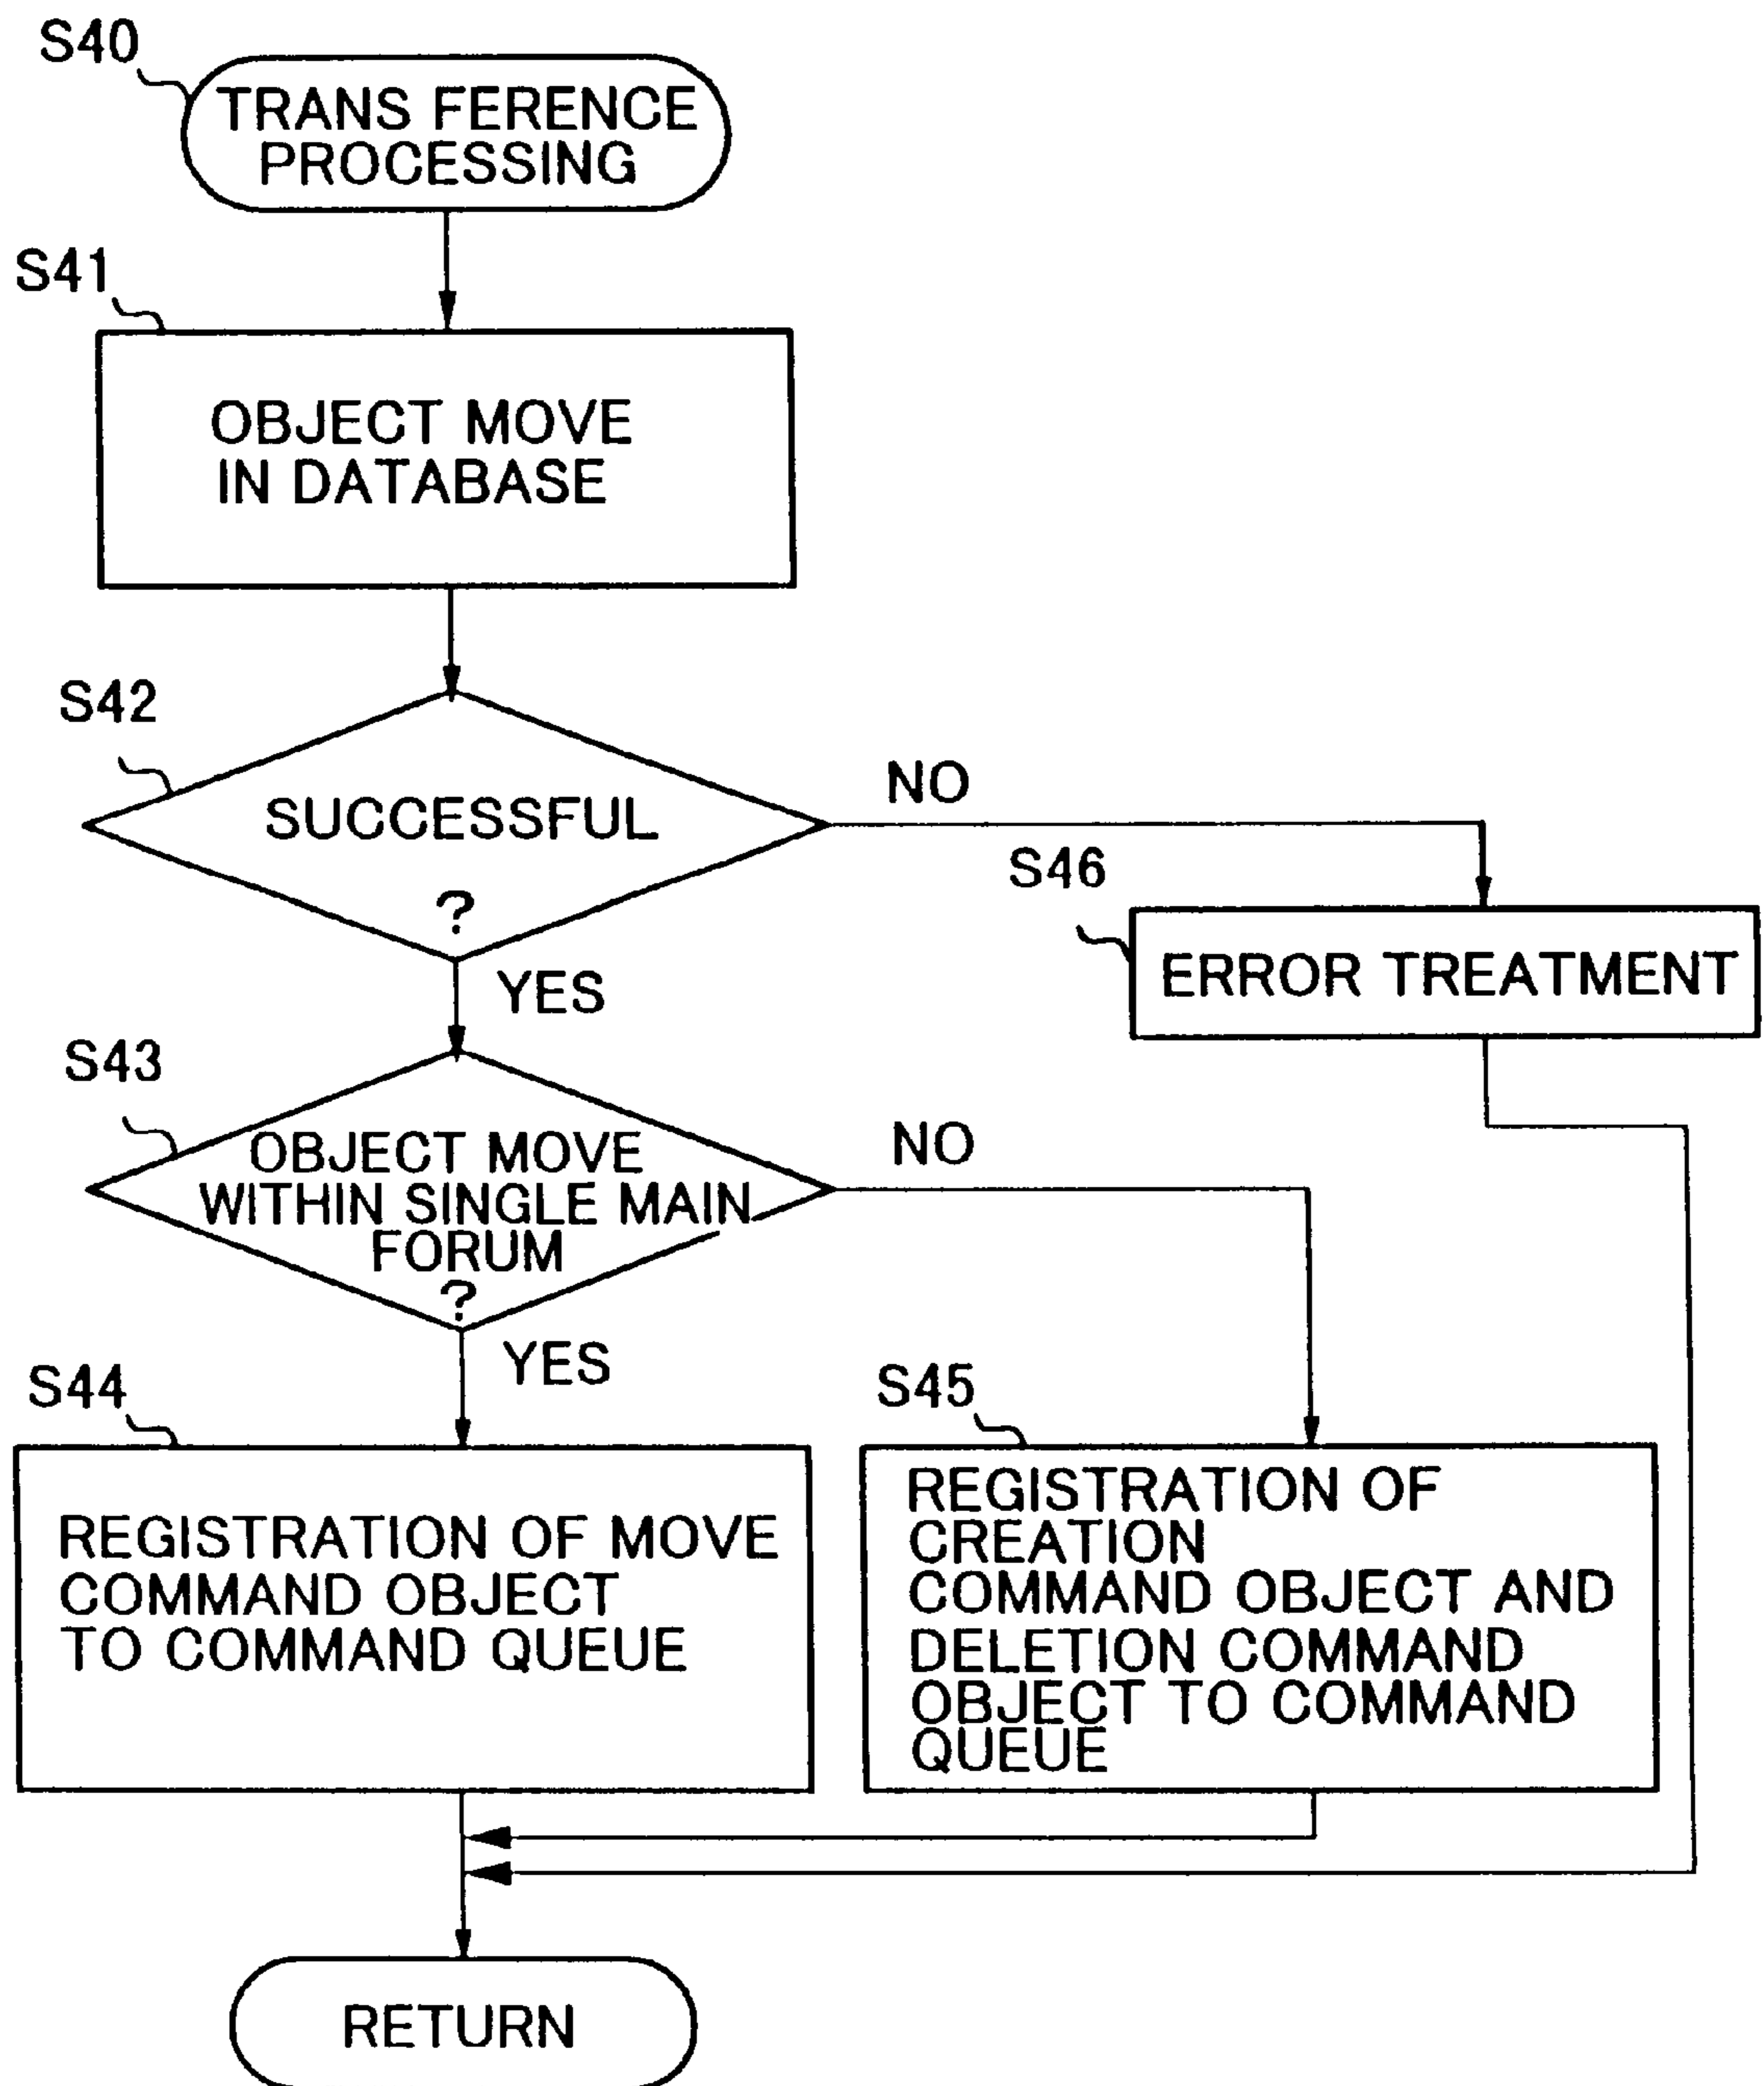 S40
TRANS FERENCE
PROCESSING
S41
OBJECT MOVE
IN DATABASE
S42
SUCCESSFUL
?
NO
YES
S46
ERROR TREATMENT
S43
OBJECT MOVE
WITHIN SINGLE MAIN
FORUM
?
NO
YES
S44
REGISTRATION OF MOVE
COMMAND OBJECT
TO COMMAND QUEUE
S45
REGISTRATION OF
CREATION
COMMAND OBJECT AND
DELETION COMMAND
OBJECT TO COMMAND
QUEUE
RETURN